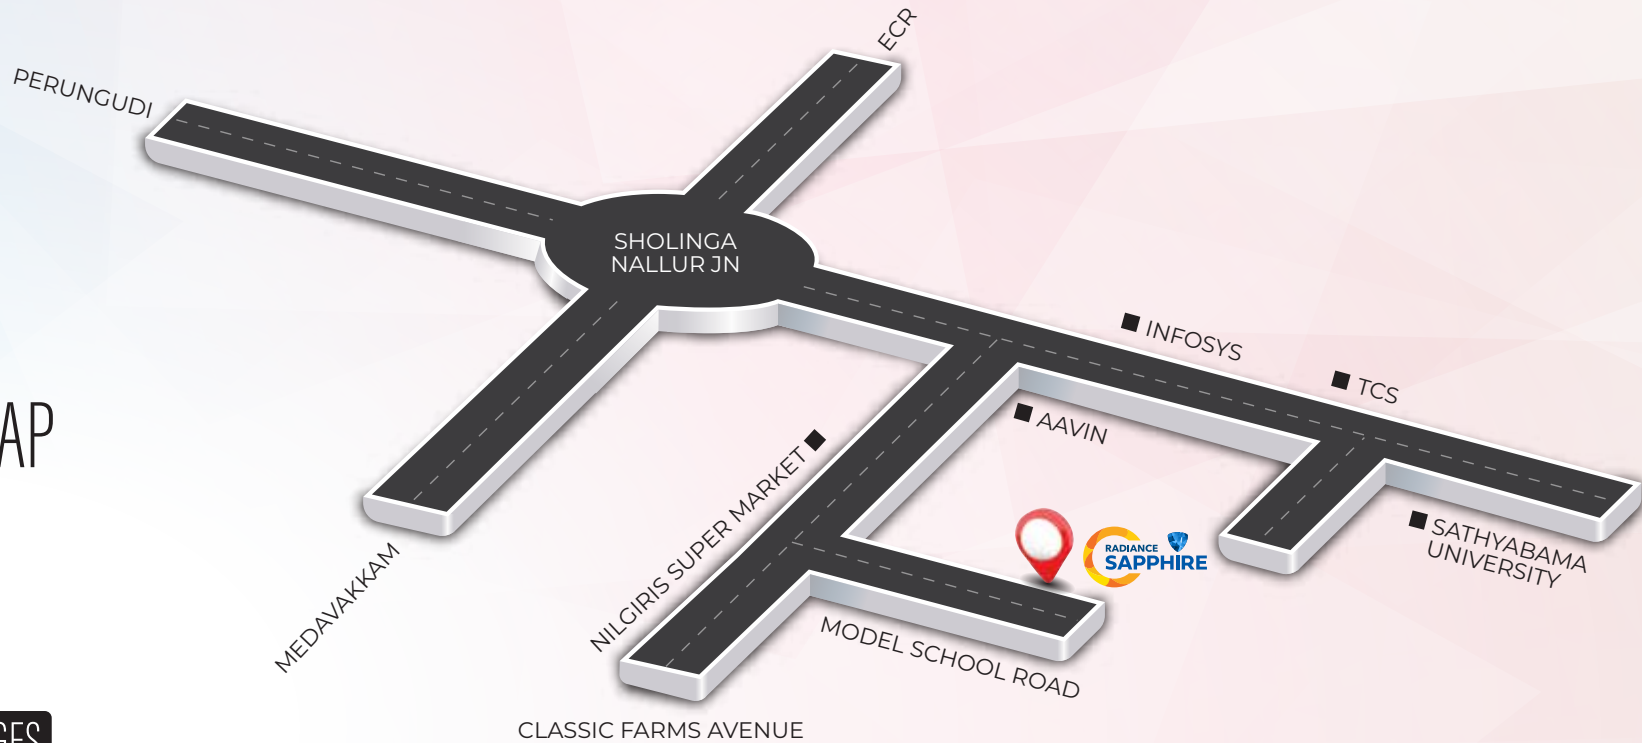 ECR
PERUNGUDI
SHOLINGA
NALLUR JN
INFOSYS
TCS
AAVIN
NILGIRIS SUPER MARKET
SATHYABAMA
UNIVERSITY
RADIANCE
SAPPHIRE
MEDAVAKKAM
MODEL SCHOOL ROAD
CLASSIC FARMS AVENUE